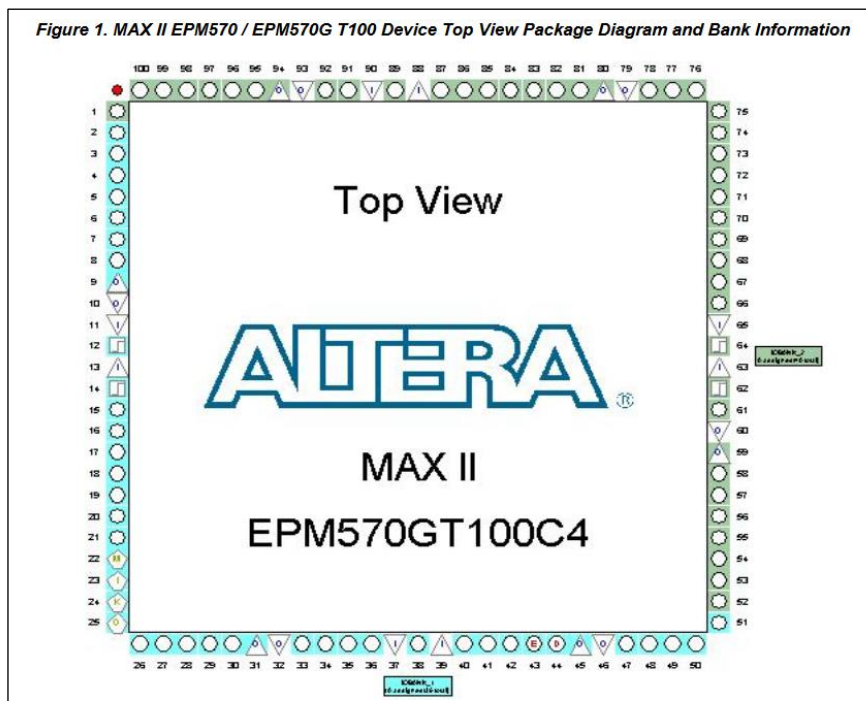 Figure 1. MAX II EPM570 / EPM570G T100 Device Top View Package Diagram and Bank Information
100 99 98 97 96 95 94 93 92 91 90 89 88 87 86 85 84 83 82 81 80 79 78 77 76
O O I I O O
1 75
2 74
3 73
4 72
5 71
6 70
7 69
8 68
9 O 67
10 O 66
11 I I 65
12 64
13 I I 63
14 62
15 61
16 O 60
17 O 59
18 58
19 57
20 56
21 55
22 M 54
23 I 53
24 K 52
25 O 51
Top View
ALTERA
®
MAX II
EPM570GT100C4
IOBank_2
O O I I E D O O
26 27 28 29 30 31 32 33 34 35 36 37 38 39 40 41 42 43 44 45 46 47 48 49 50
IOBank_1